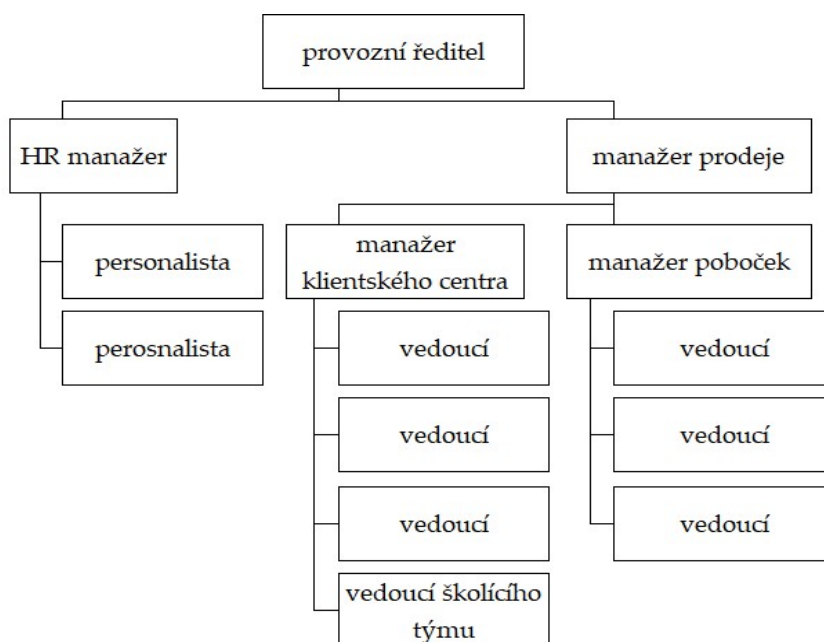 provozní ředitel
HR manažer
manažer prodeje
personalista
perosnalista
manažer
klientského centra
manažer poboček
vedoucí
vedoucí
vedoucí
vedoucí školícího
týmu
vedoucí
vedoucí
vedoucí